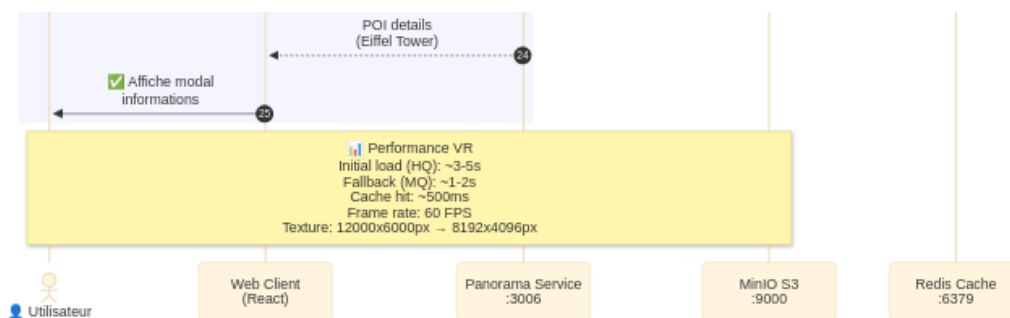 POI details
(Eiffel Tower)
24
✅ Affiche modal
informations
25
📊 Performance VR
Initial load (HQ): ~3-5s
Fallback (MQ): ~1-2s
Cache hit: ~500ms
Frame rate: 60 FPS
Texture: 12000x6000px → 8192x4096px
👤 Utilisateur
Web Client
(React)
Panorama Service
:3006
MinIO S3
:9000
Redis Cache
:6379